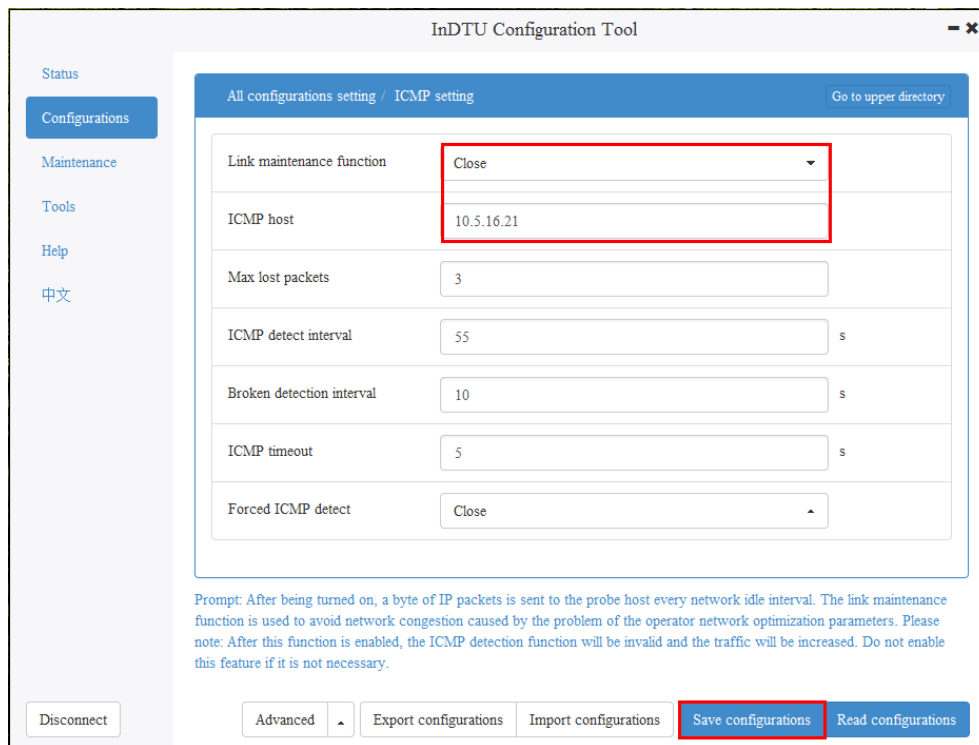 InDTU Configuration Tool
Status
Configurations
Maintenance
Tools
Help
中文
All configurations setting / ICMP setting
Go to upper directory
Link maintenance function Close
ICMP host 10.5.16.21
Max lost packets 3
ICMP detect interval 55 s
Broken detection interval 10 s
ICMP timeout 5 s
Forced ICMP detect Close
Prompt: After being turned on, a byte of IP packets is sent to the probe host every network idle interval. The link maintenance
function is used to avoid network congestion caused by the problem of the operator network optimization parameters. Please
note: After this function is enabled, the ICMP detection function will be invalid and the traffic will be increased. Do not enable
this feature if it is not necessary.
Disconnect Advanced Export configurations Import configurations Save configurations Read configurations